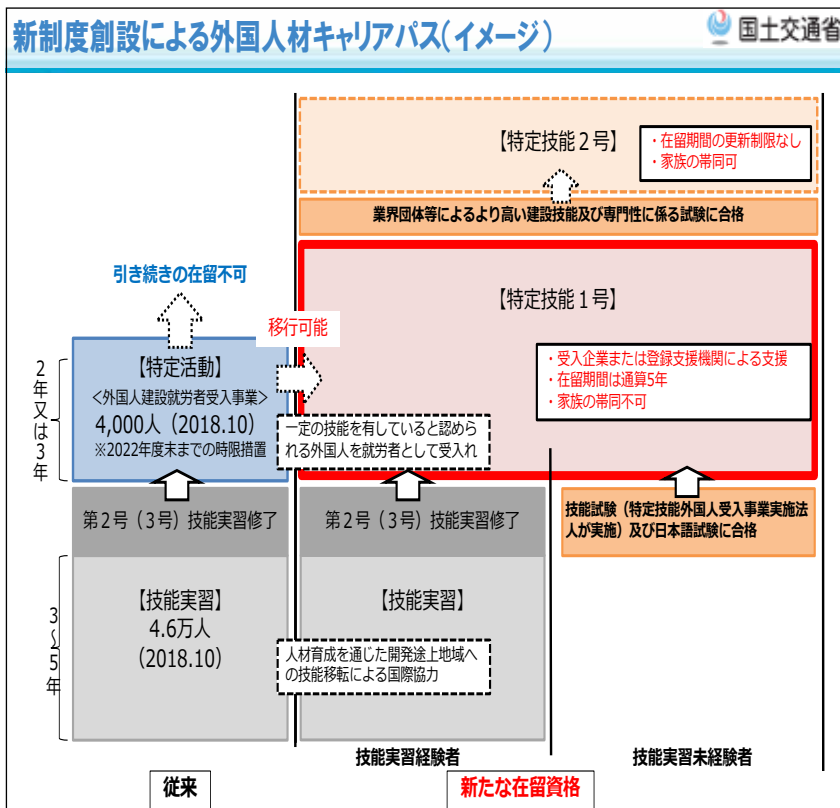 新制度創設による外国人材キャリアパス(イメージ)
国土交通省
【特定技能2号】
・在留期間の更新制限なし
・家族の帯同可
業界団体等によるより高い建設技能及び専門性に係る試験に合格
引き続きの在留不可
移行可能
【特定技能1号】
・受入企業または登録支援機関による支援
・在留期間は通算5年
・家族の帯同不可
2年又は3年
【特定活動】
<外国人建設就労者受入事業>
4,000人(2018.10)
※2022年度末までの時限措置
一定の技能を有していると認めら
れる外国人を就労者として受入れ
第2号(3号)技能実習修了
第2号(3号)技能実習修了
技能試験(特定技能外国人受入事業実施法
人が実施)及び日本語試験に合格
3~5年
【技能実習】
4.6万人
(2018.10)
【技能実習】
人材育成を通じた開発途上地域へ
の技能移転による国際協力
技能実習経験者
技能実習未経験者
従来
新たな在留資格